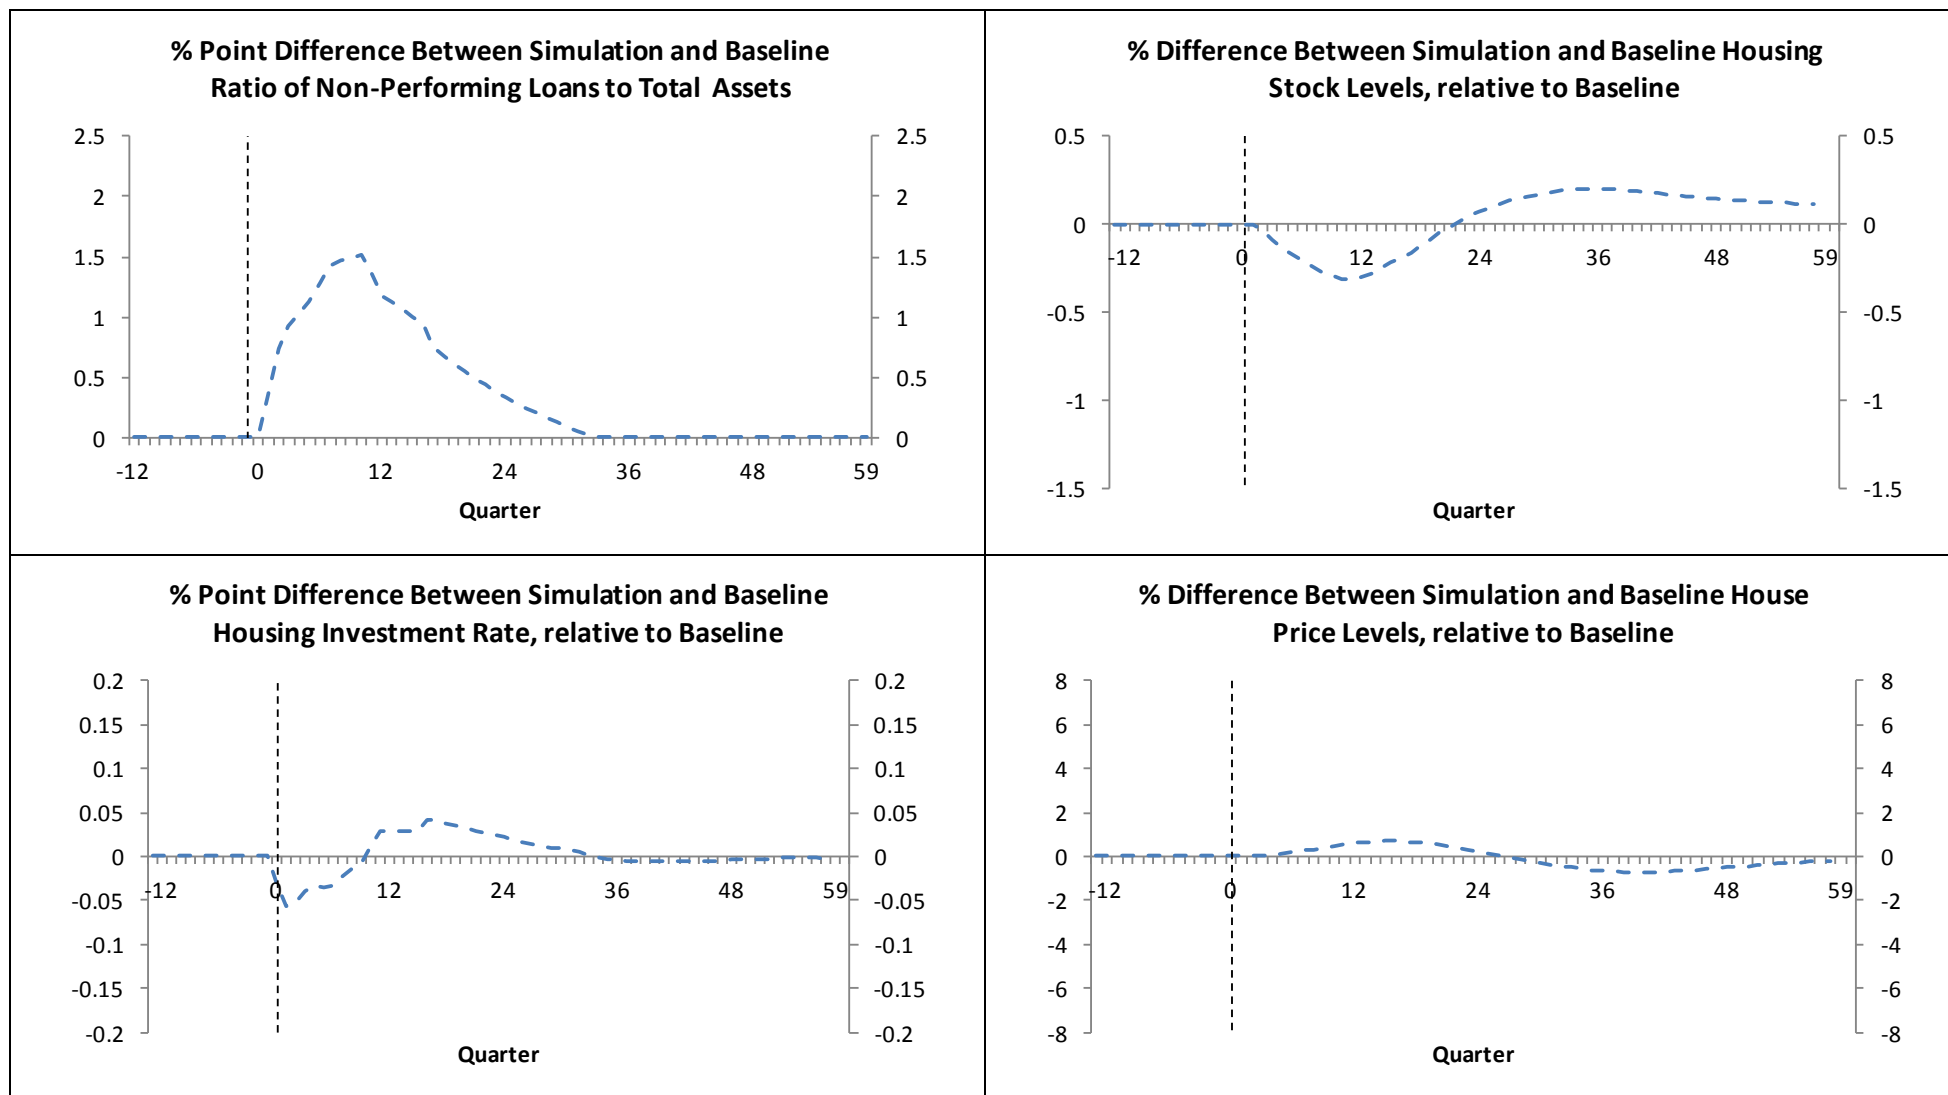 % Point Difference Between Simulation and Baseline
Ratio of Non-Performing Loans to Total Assets
2.5 2.5
2 2
1.5 1.5
1 1
0.5 0.5
0 0
-12 0 12 24 36 48 59
Quarter
% Difference Between Simulation and Baseline Housing
Stock Levels, relative to Baseline
0.5 0.5
0 0
-12 0 12 24 36 48 59
-0.5 -0.5
-1 -1
-1.5 -1.5
Quarter
% Point Difference Between Simulation and Baseline
Housing Investment Rate, relative to Baseline
0.2 0.2
0.15 0.15
0.1 0.1
0.05 0.05
0 0
-12 0 12 24 36 48 59
-0.05 -0.05
-0.1 -0.1
-0.15 -0.15
-0.2 -0.2
Quarter
% Difference Between Simulation and Baseline House
Price Levels, relative to Baseline
8 8
6 6
4 4
2 2
0 0
-12 0 12 24 36 48 59
-2 -2
-4 -4
-6 -6
-8 -8
Quarter